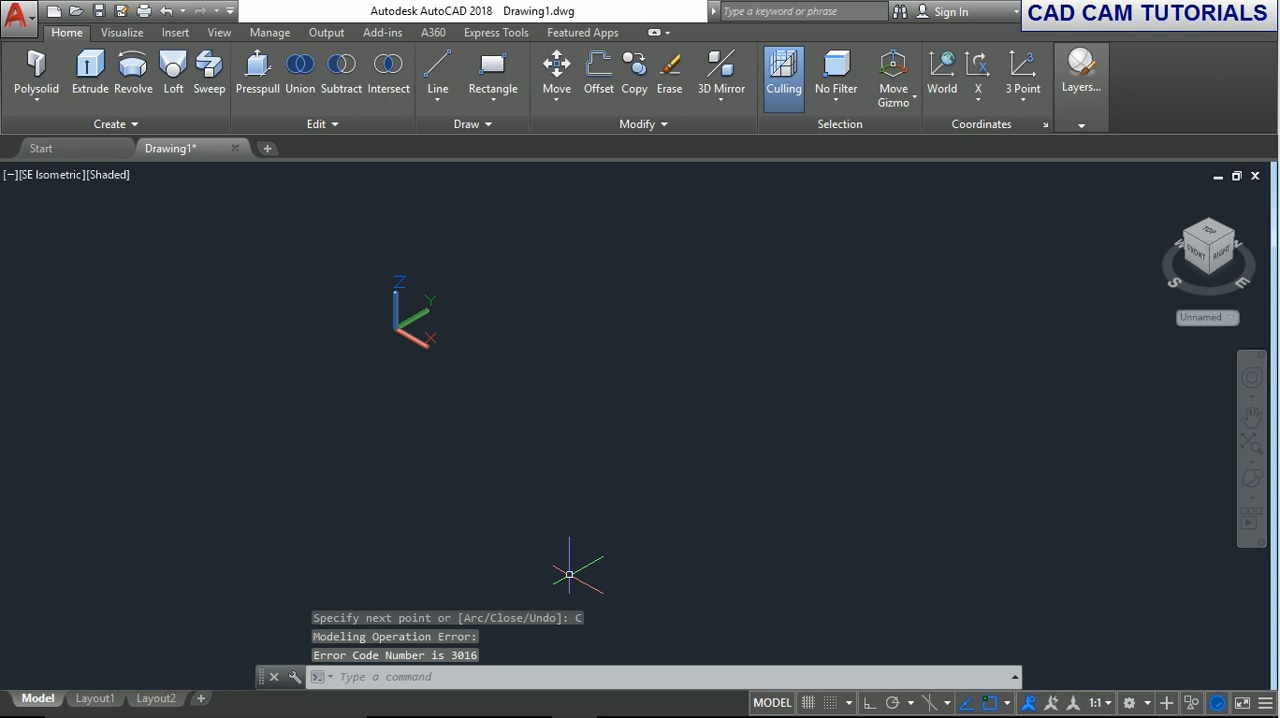 Autodesk AutoCAD 2018 Drawing1.dwg
Type a keyword or phrase
Sign In
CAD CAM TUTORIALS
Home Visualize Insert View Manage Output Add-ins A360 Express Tools Featured Apps
Polysolid Extrude Revolve Loft Sweep Presspull Union Subtract Intersect Line Rectangle Move Offset Copy Erase 3D Mirror Culling No Filter Move Gizmo World X 3 Point Layers...
Create Edit Draw Modify Selection Coordinates
Start Drawing1*
[−][SE Isometric][Shaded]
TOP
FRONT RIGHT
W N
S E
Unnamed
Z
Y
X
Specify next point or [Arc/Close/Undo]: C
Modeling Operation Error:
Error Code Number is 3016
Type a command
Model Layout1 Layout2
MODEL 1:1